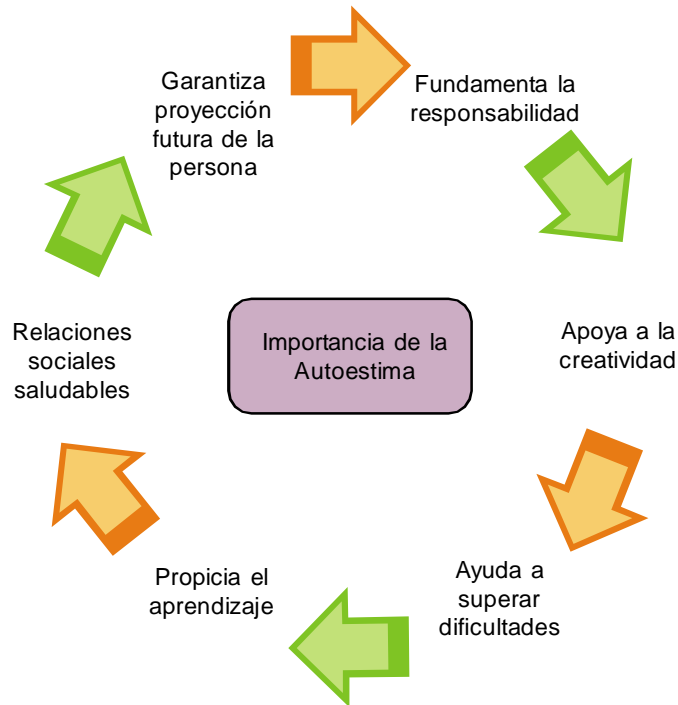 Garantiza
proyección
futura de la
persona
Fundamenta la
responsabilidad
Apoya a la
creatividad
Ayuda a
superar
dificultades
Propicia el
aprendizaje
Relaciones
sociales
saludables
Importancia de la
Autoestima